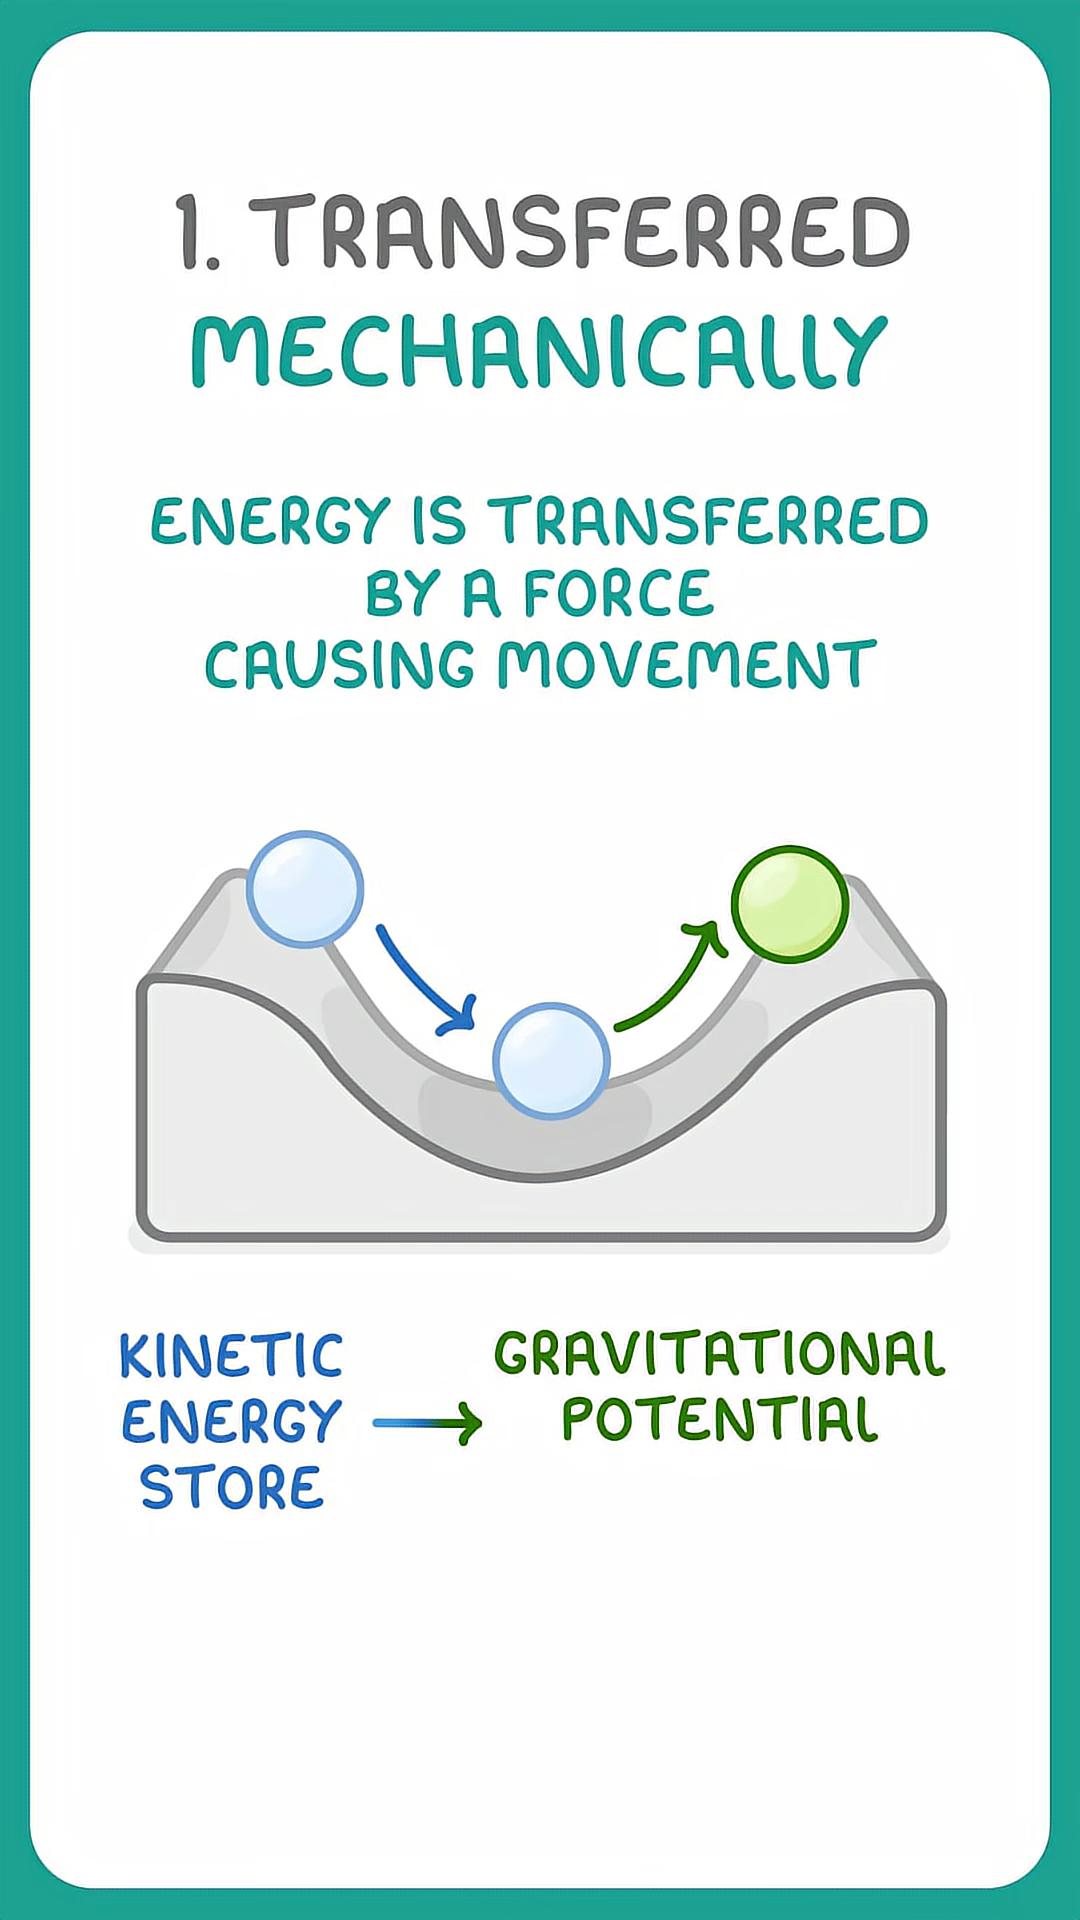 1. TRANSFERRED
MECHANICALLY
ENERGY IS TRANSFERRED
BY A FORCE
CAUSING MOVEMENT
KINETIC
ENERGY
STORE
GRAVITATIONAL
POTENTIAL